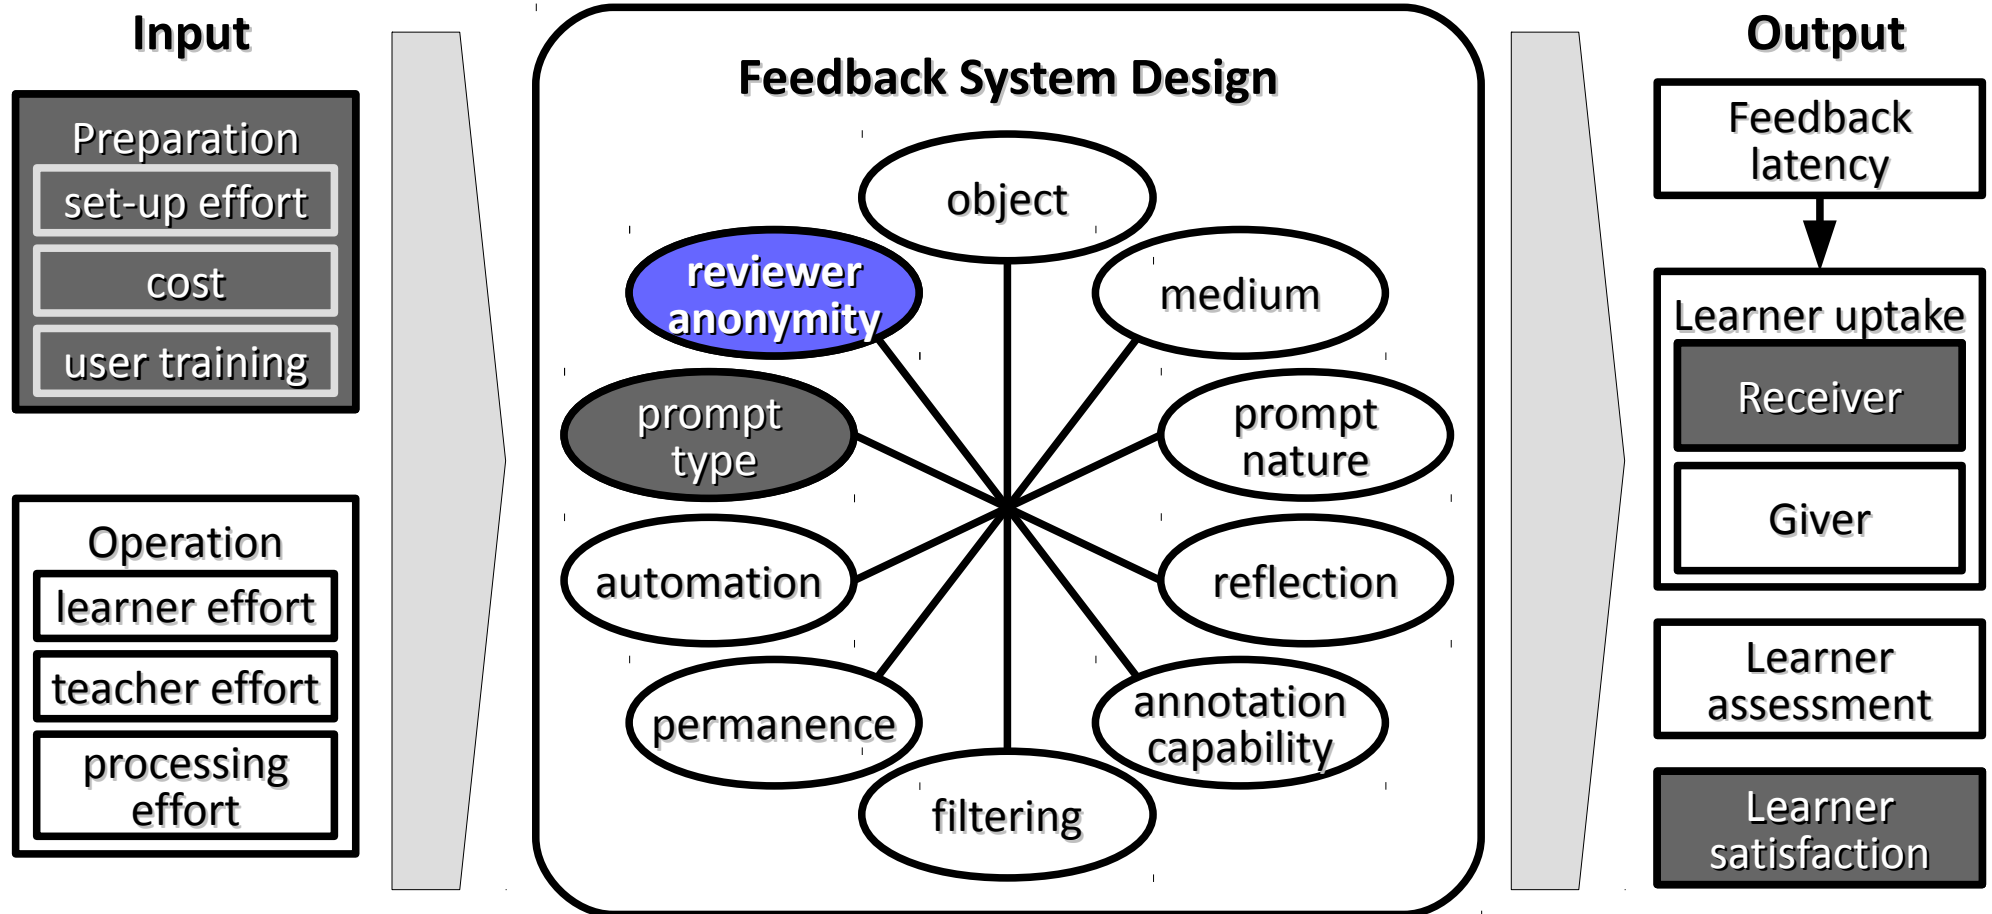 Input
Preparation
set-up effort
cost
user training
Operation
learner effort
teacher effort
processing
effort
Feedback System Design
object
reviewer
anonymity
medium
prompt
type
prompt
nature
automation
reflection
permanence
annotation
capability
filtering
Output
Feedback
latency
Learner uptake
Receiver
Giver
Learner
assessment
Learner
satisfaction